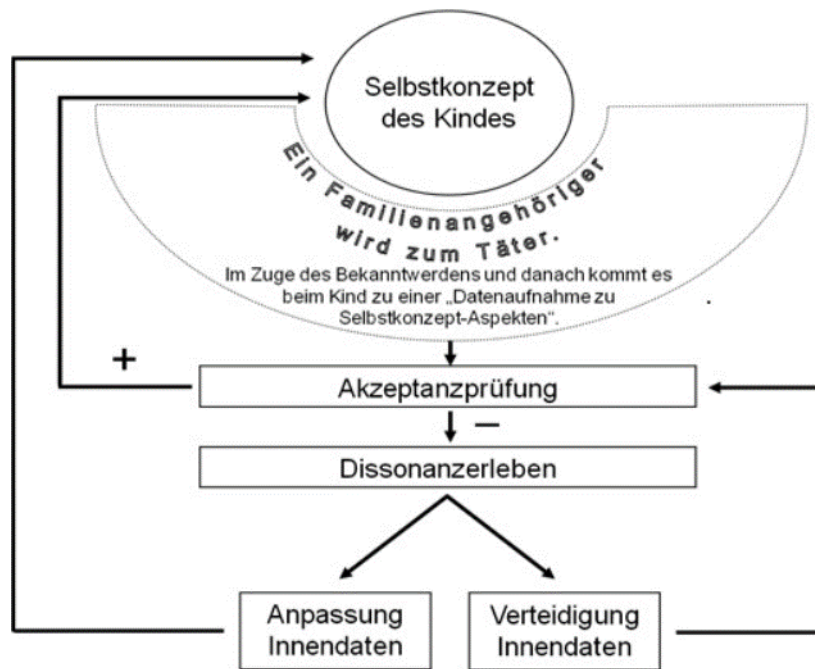 Selbstkonzept
des Kindes
Ein Familienangehöriger
wird zum Täter.
Im Zuge des Bekanntwerdens und danach kommt es
beim Kind zu einer „Datenaufnahme zu
Selbstkonzept-Aspekten“.
+
Akzeptanzprüfung
–
Dissonanzerleben
Anpassung
Innendaten
Verteidigung
Innendaten